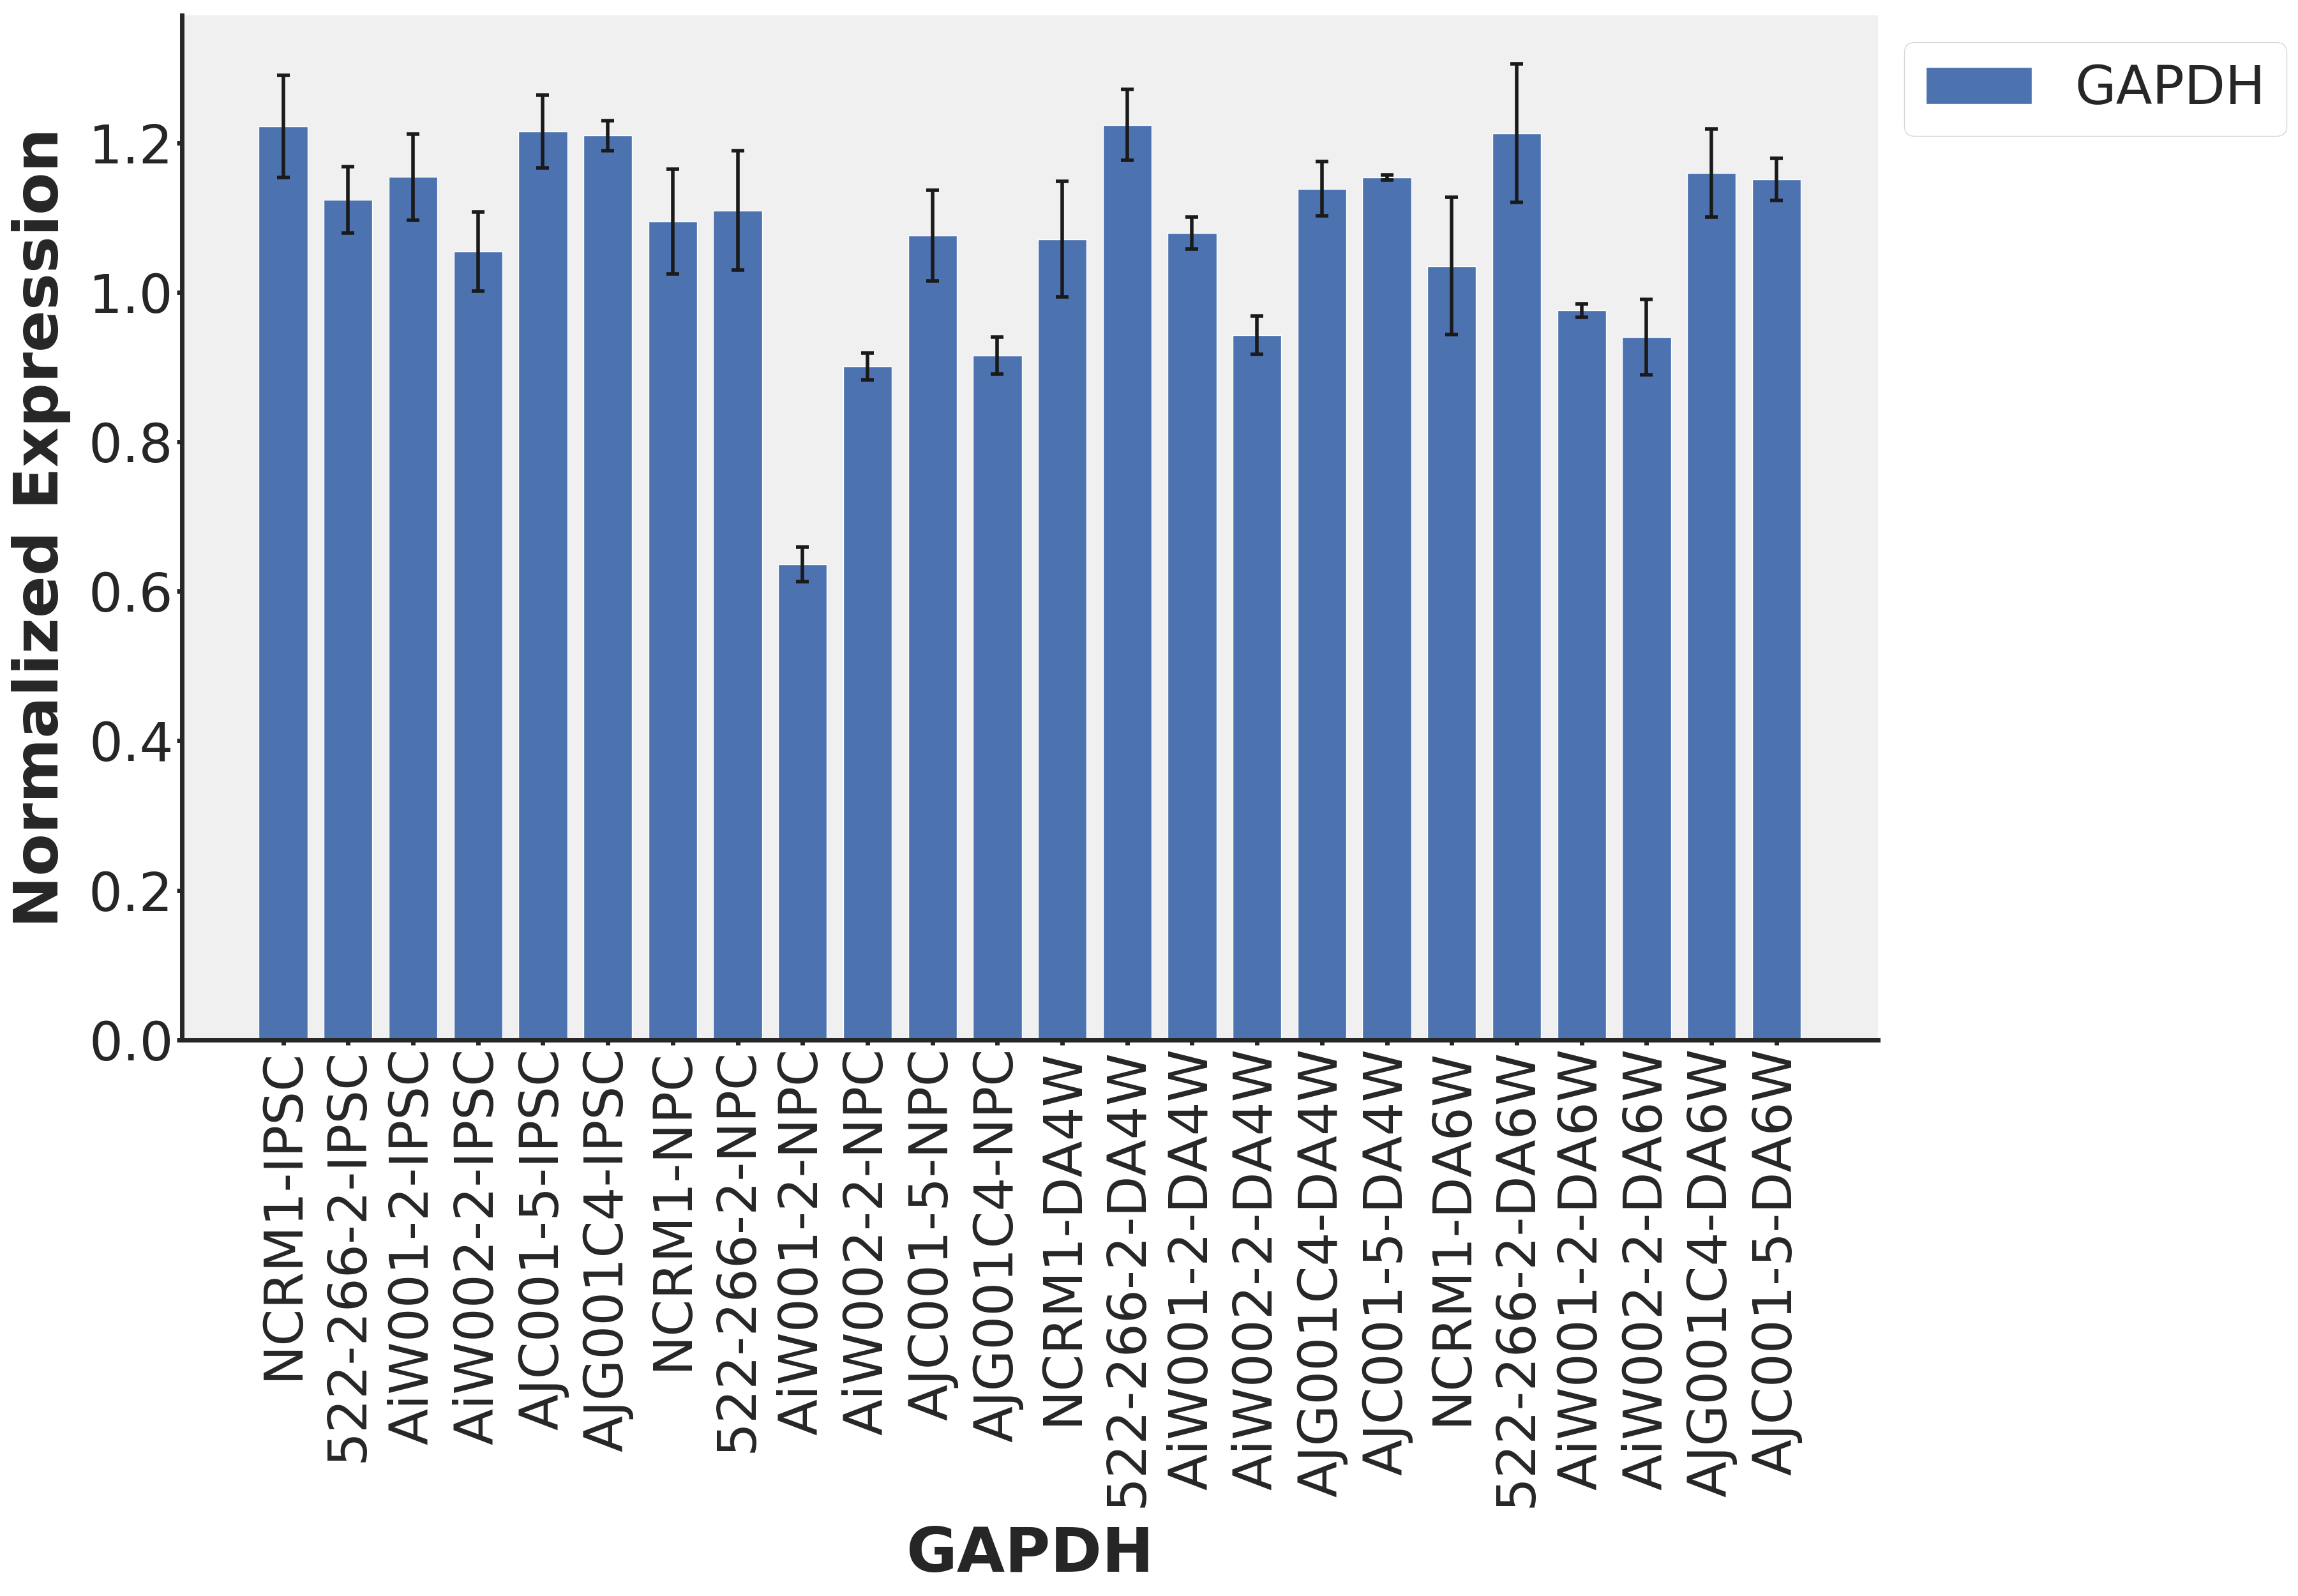 Normalized Expression
1.2
1.0
0.8
0.6
0.4
0.2
0.0
GAPDH
NCRM1-IPSC
522-266-2-IPSC
AiW001-2-IPSC
AiW002-2-IPSC
AJC001-5-IPSC
AJG001C4-IPSC
NCRM1-NPC
522-266-2-NPC
AiW001-2-NPC
AiW002-2-NPC
AJC001-5-NPC
AJG001C4-NPC
NCRM1-DA4W
522-266-2-DA4W
AiW001-2-DA4W
AiW002-2-DA4W
AJG001C4-DA4W
AJC001-5-DA4W
NCRM1-DA6W
522-266-2-DA6W
AiW001-2-DA6W
AiW002-2-DA6W
AJG001C4-DA6W
AJC001-5-DA6W
GAPDH